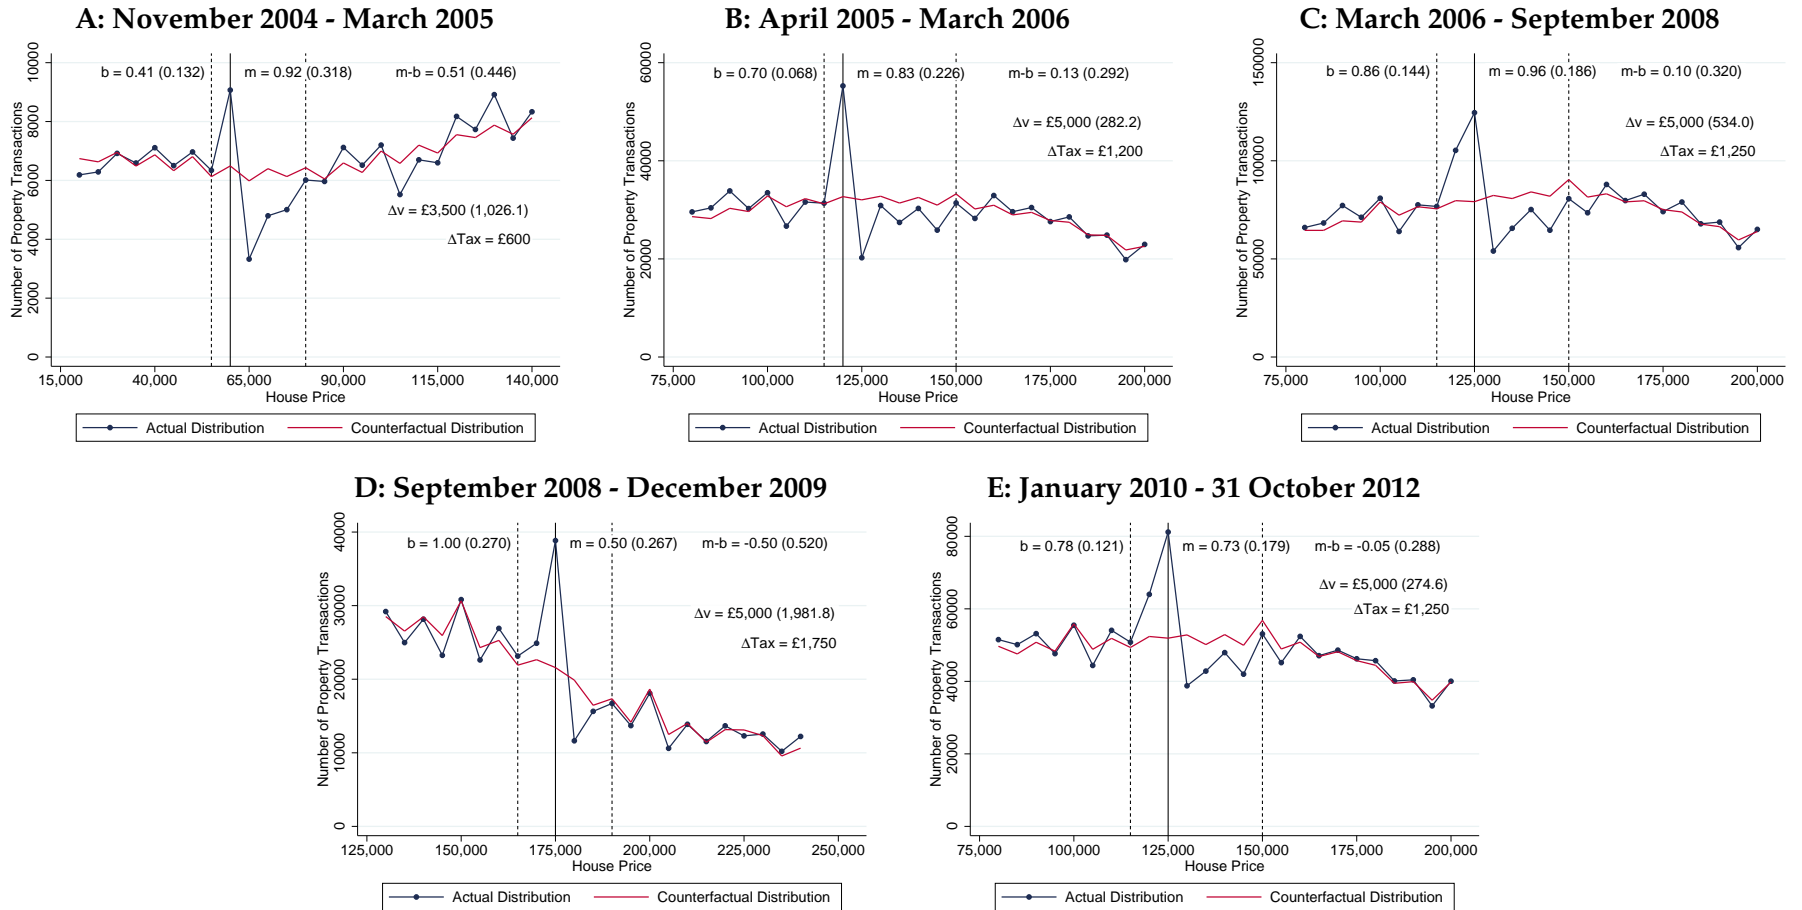 A: November 2004 - March 2005
Number of Property Transactions
0 2000 4000 6000 8000 10000
b = 0.41 (0.132)
m = 0.92 (0.318)
m-b = 0.51 (0.446)
Δv = £3,500 (1,026.1)
ΔTax = £600
15,000 40,000 65,000 90,000 115,000 140,000
House Price
Actual Distribution Counterfactual Distribution
B: April 2005 - March 2006
Number of Property Transactions
0 20000 40000 60000
b = 0.70 (0.068)
m = 0.83 (0.226)
m-b = 0.13 (0.292)
Δv = £5,000 (282.2)
ΔTax = £1,200
75,000 100,000 125,000 150,000 175,000 200,000
House Price
Actual Distribution Counterfactual Distribution
C: March 2006 - September 2008
Number of Property Transactions
0 50000 100000 150000
b = 0.86 (0.144)
m = 0.96 (0.186)
m-b = 0.10 (0.320)
Δv = £5,000 (534.0)
ΔTax = £1,250
75,000 100,000 125,000 150,000 175,000 200,000
House Price
Actual Distribution Counterfactual Distribution
D: September 2008 - December 2009
Number of Property Transactions
0 10000 20000 30000 40000
b = 1.00 (0.270)
m = 0.50 (0.267)
m-b = -0.50 (0.520)
Δv = £5,000 (1,981.8)
ΔTax = £1,750
125,000 150,000 175,000 200,000 225,000 250,000
House Price
Actual Distribution Counterfactual Distribution
E: January 2010 - 31 October 2012
Number of Property Transactions
0 20000 40000 60000 80000
b = 0.78 (0.121)
m = 0.73 (0.179)
m-b = -0.05 (0.288)
Δv = £5,000 (274.6)
ΔTax = £1,250
75,000 100,000 125,000 150,000 175,000 200,000
House Price
Actual Distribution Counterfactual Distribution